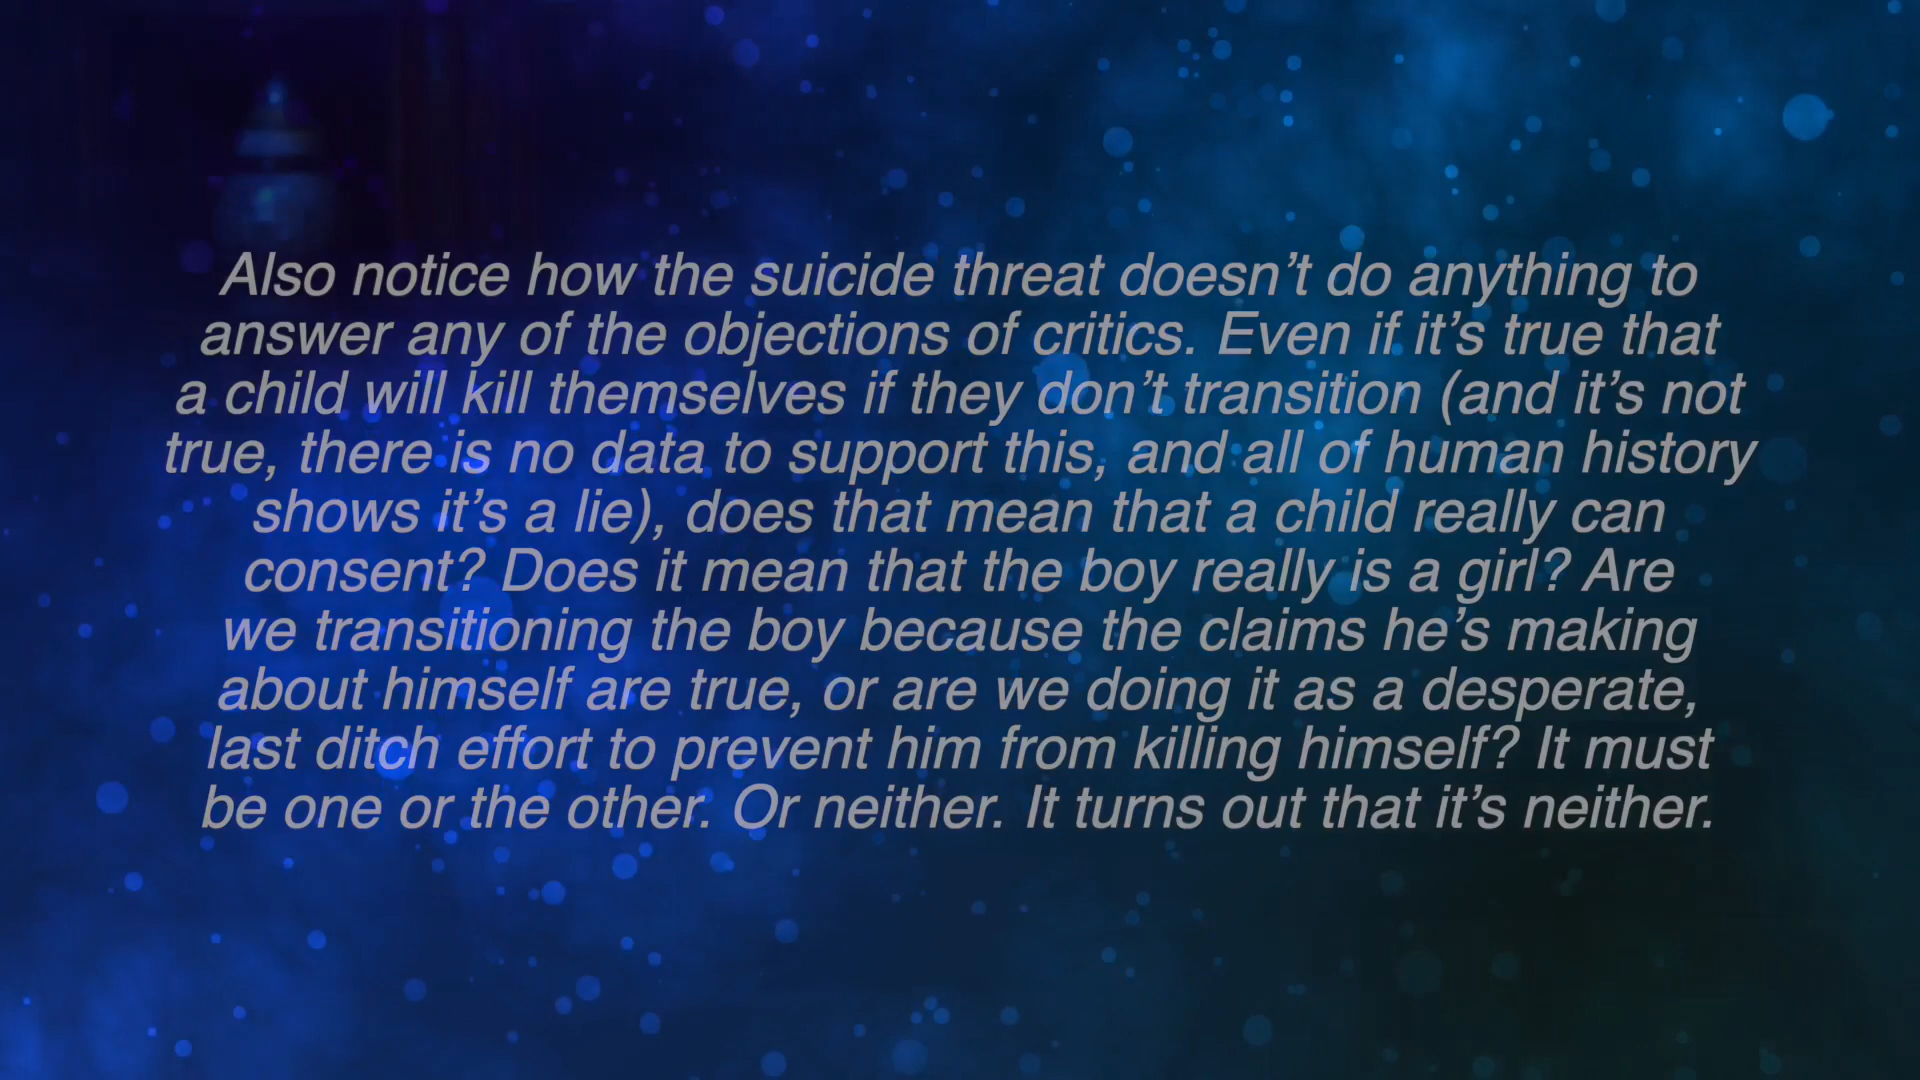 Also notice how the suicide threat doesn’t do anything to
answer any of the objections of critics. Even if it’s true that
a child will kill themselves if they don’t transition (and it’s not
true, there is no data to support this, and all of human history
shows it’s a lie), does that mean that a child really can
consent? Does it mean that the boy really is a girl? Are
we transitioning the boy because the claims he’s making
about himself are true, or are we doing it as a desperate,
last ditch effort to prevent him from killing himself? It must
be one or the other. Or neither. It turns out that it’s neither.